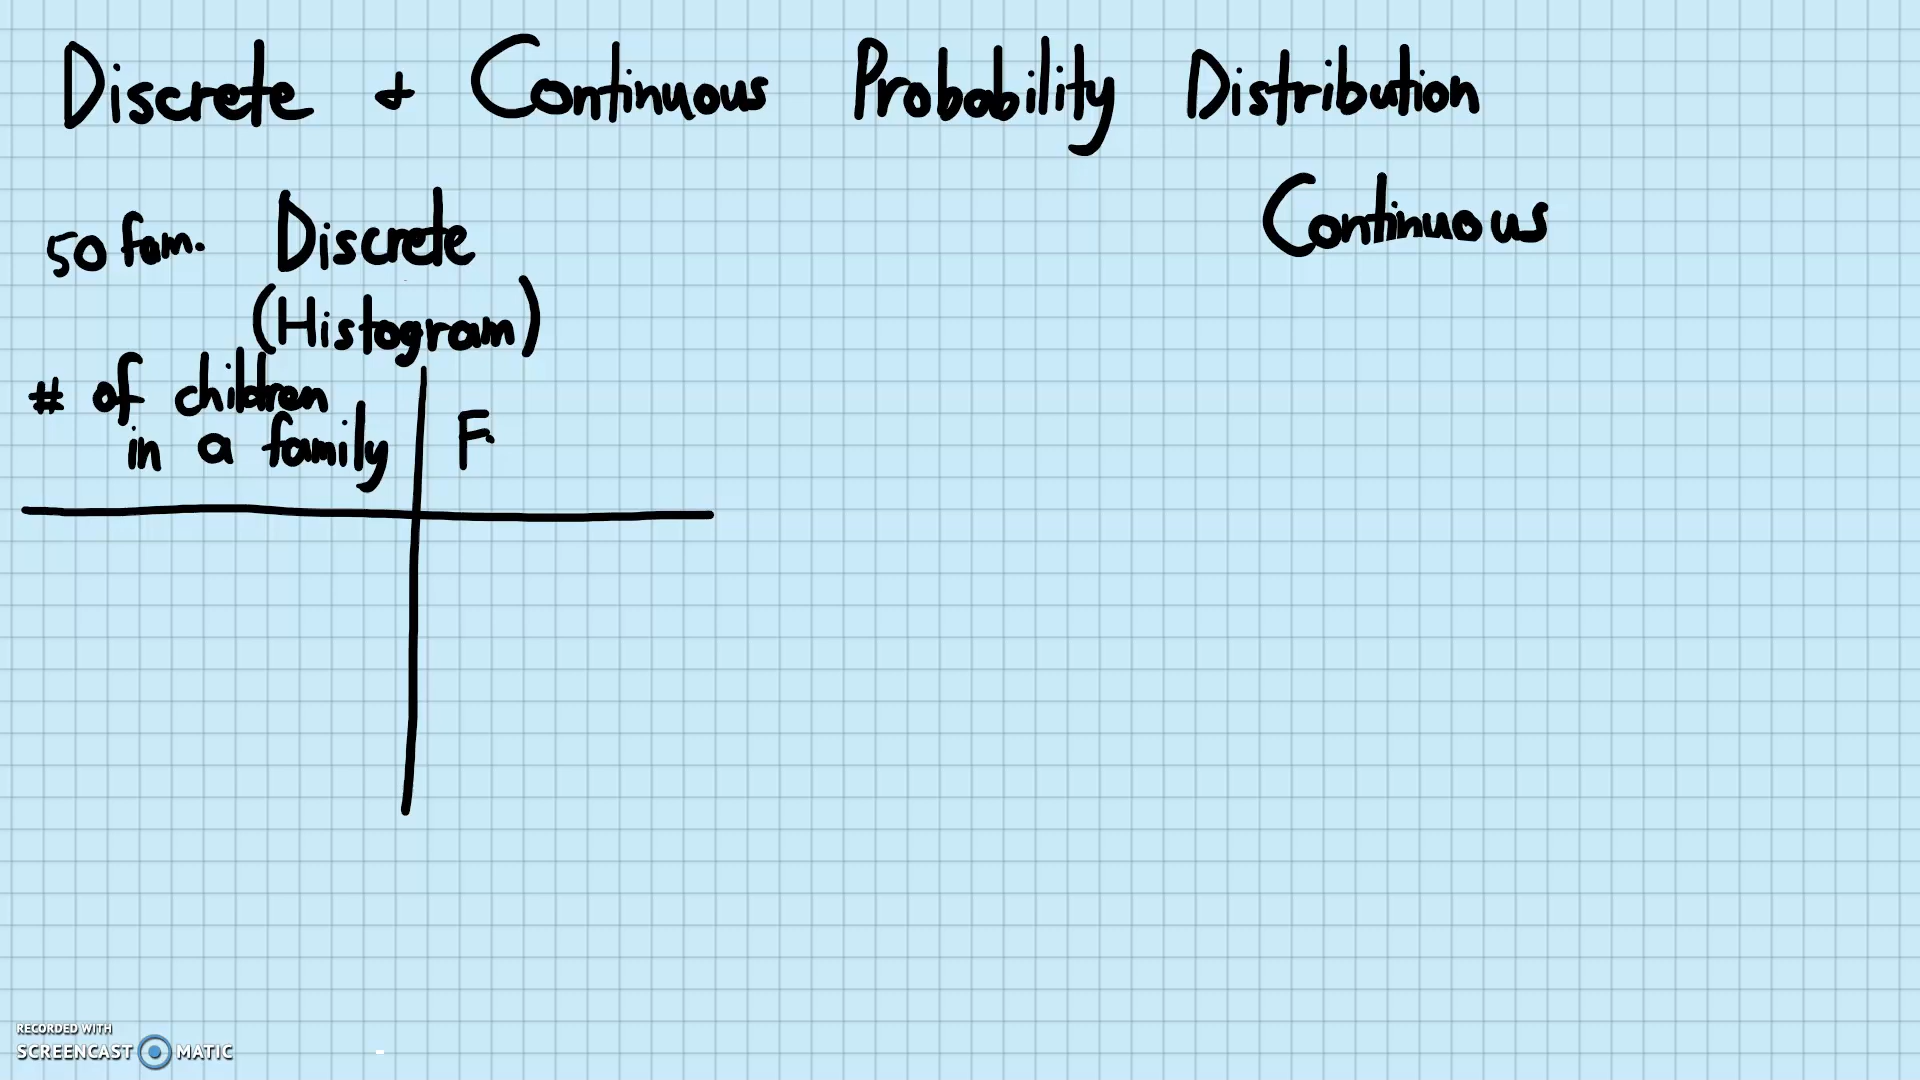 Discrete + Continuous Probability Distribution
50 fam. Discrete
(Histogram)
# of children
in a family
F
Continuous
RECORDED WITH
SCREENCAST MATIC